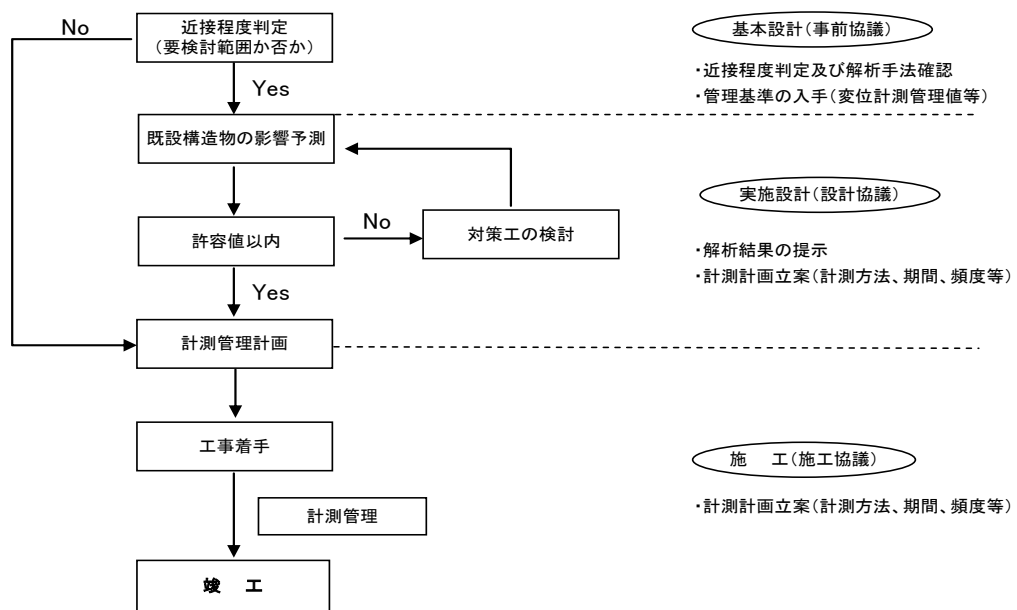 No
近接程度判定
(要検討範囲か否か)
基本設計(事前協議)
・近接程度判定及び解析手法確認
Yes
・管理基準の入手(変位計測管理値等)
既設構造物の影響予測
実施設計(設計協議)
No
対策工の検討
許容値以内
・解析結果の提示
・計測計画立案(計測方法、期間、頻度等)
Yes
計測管理計画
工事着手
施 工(施工協議)
・計測計画立案(計測方法、期間、頻度等)
計測管理
竣 工